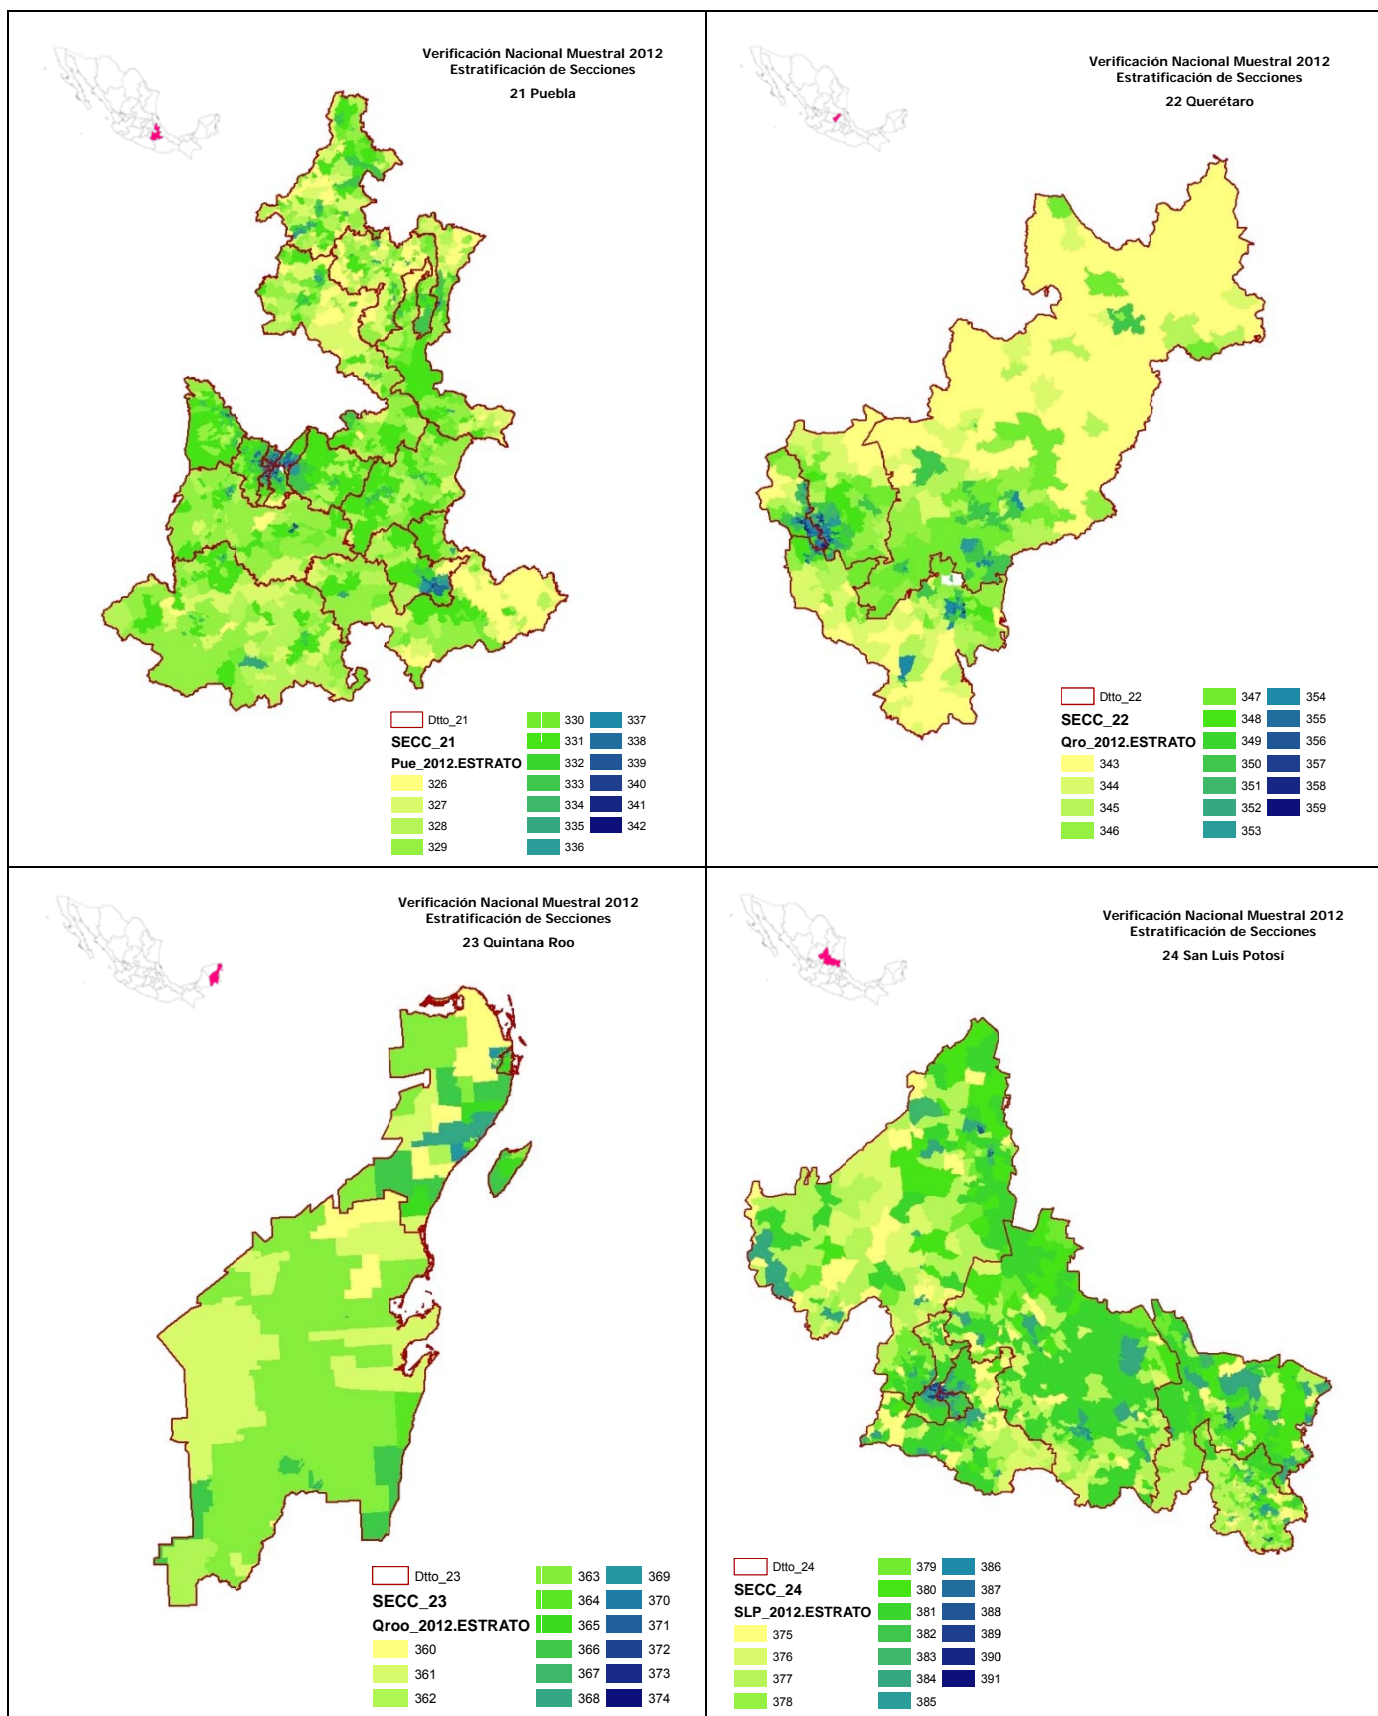 Verificación Nacional Muestral 2012
Estratificación de Secciones
21 Puebla
Dtto_21
SECC_21
Pue_2012.ESTRATO
326
327
328
329
330
331
332
333
334
335
336
337
338
339
340
341
342
Verificación Nacional Muestral 2012
Estratificación de Secciones
22 Querétaro
Dtto_22
SECC_22
Qro_2012.ESTRATO
343
344
345
346
347
348
349
350
351
352
353
354
355
356
357
358
359
Verificación Nacional Muestral 2012
Estratificación de Secciones
23 Quintana Roo
Dtto_23
SECC_23
Qroo_2012.ESTRATO
360
361
362
363
364
365
366
367
368
369
370
371
372
373
374
Verificación Nacional Muestral 2012
Estratificación de Secciones
24 San Luis Potosí
Dtto_24
SECC_24
SLP_2012.ESTRATO
375
376
377
378
379
380
381
382
383
384
385
386
387
388
389
390
391